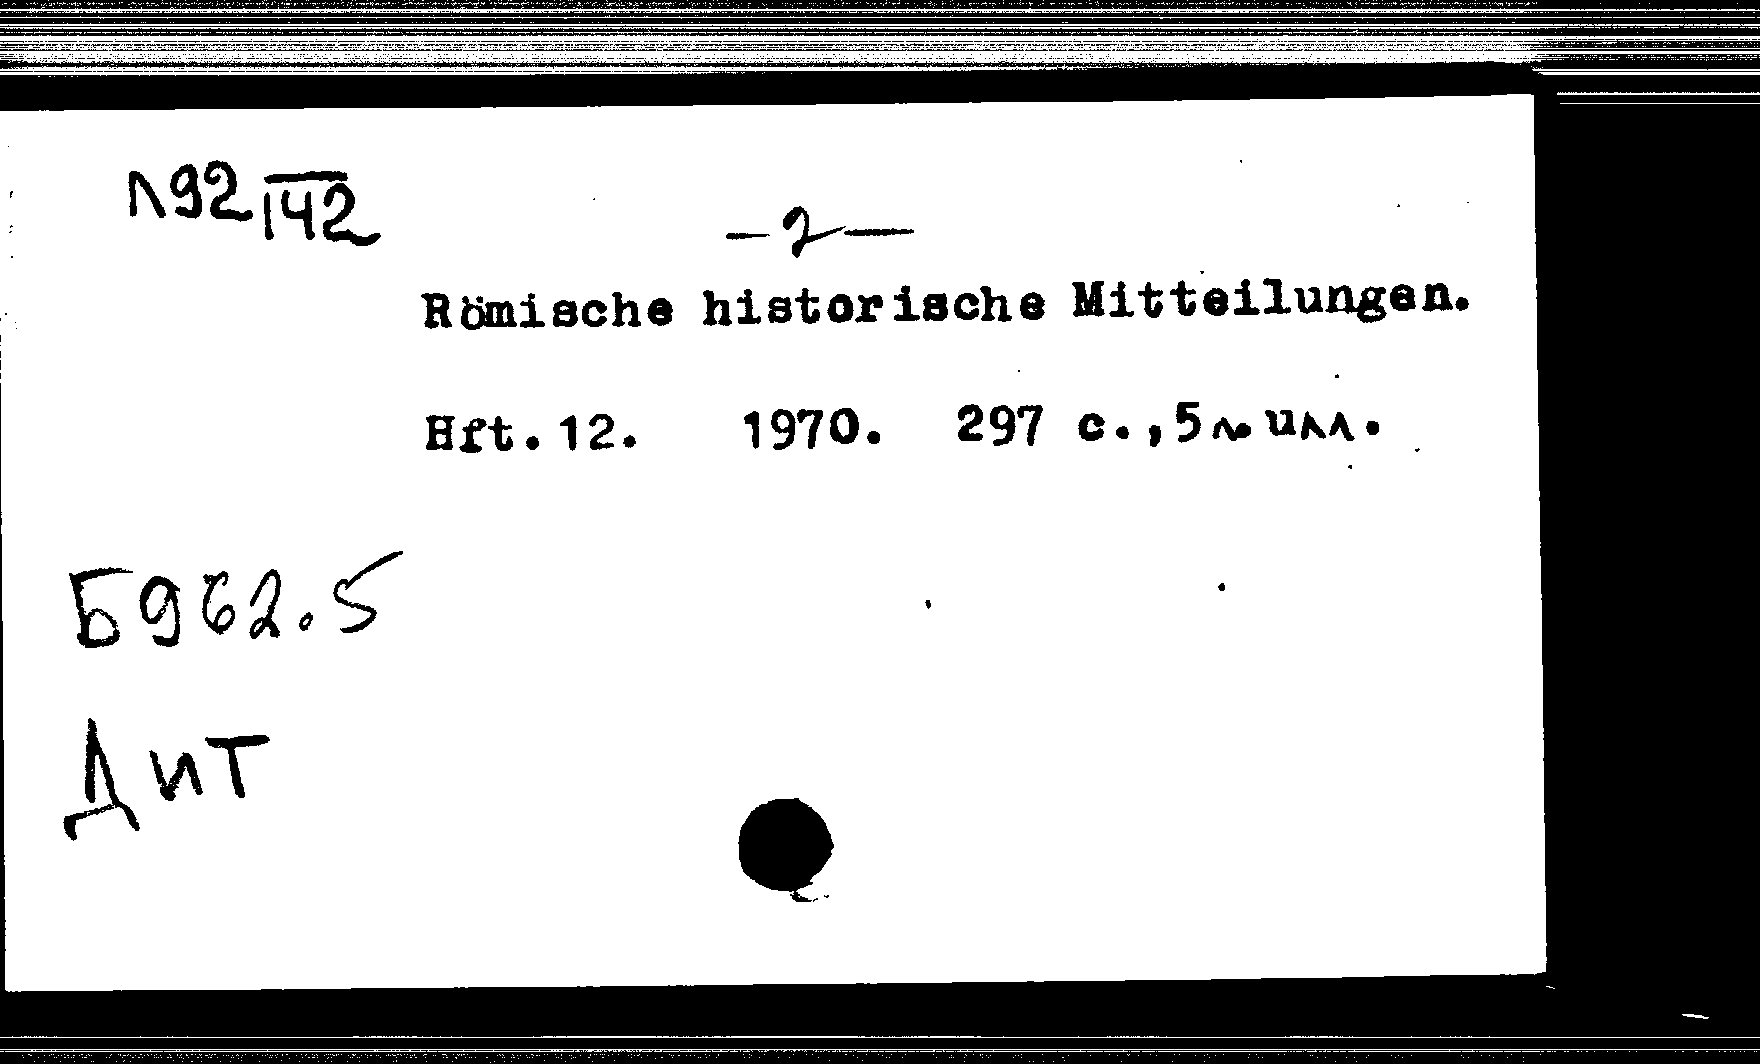 Л92 142
— 2 —
Römische historische Mitteilungen.
Hft. 12. 1970. 297 с., 5 л. илл.
Б962.5
ДИТ